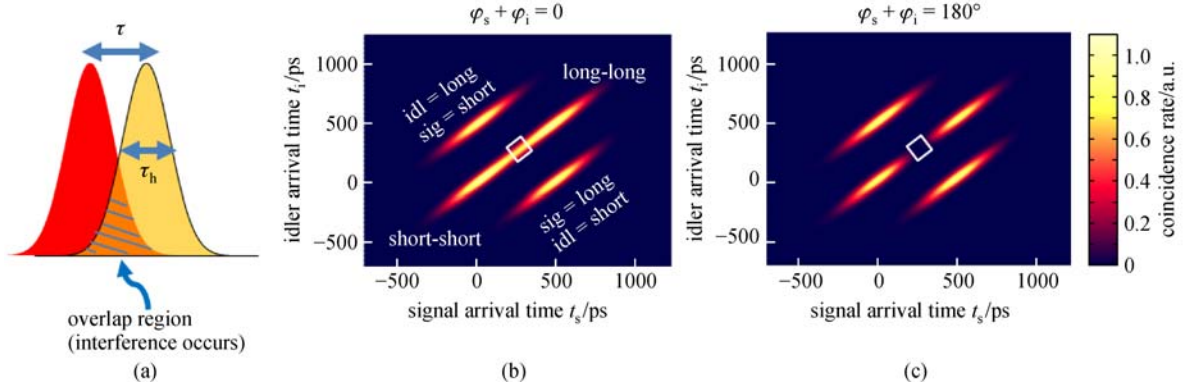 (a)
τ
τh
overlap region
(interference occurs)
φs + φi = 0
idler arrival time ti/ps
1000
500
0
−500
idl = long
sig = short
long-long
short-short
sig = long
idl = short
−500
0
500
1000
signal arrival time ts/ps
(b)
φs + φi = 180°
idler arrival time ti/ps
1000
500
0
−500
−500
0
500
1000
signal arrival time ts/ps
(c)
1.0
0.8
0.6
0.4
0.2
0
coincidence rate/a.u.